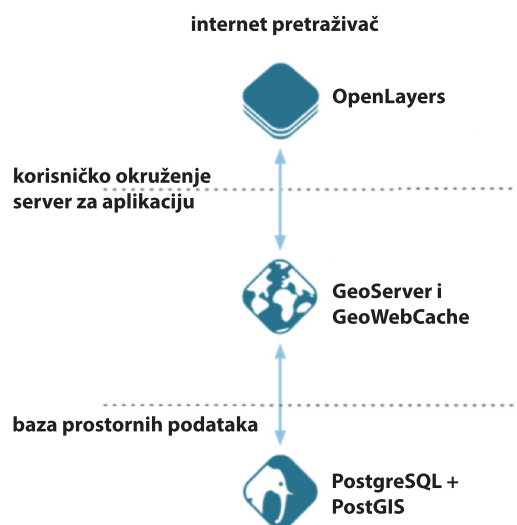 internet pretraživač
OpenLayers
korisničko okruženje
server za aplikaciju
GeoServer i
GeoWebCache
baza prostornih podataka
PostgreSQL +
PostGIS